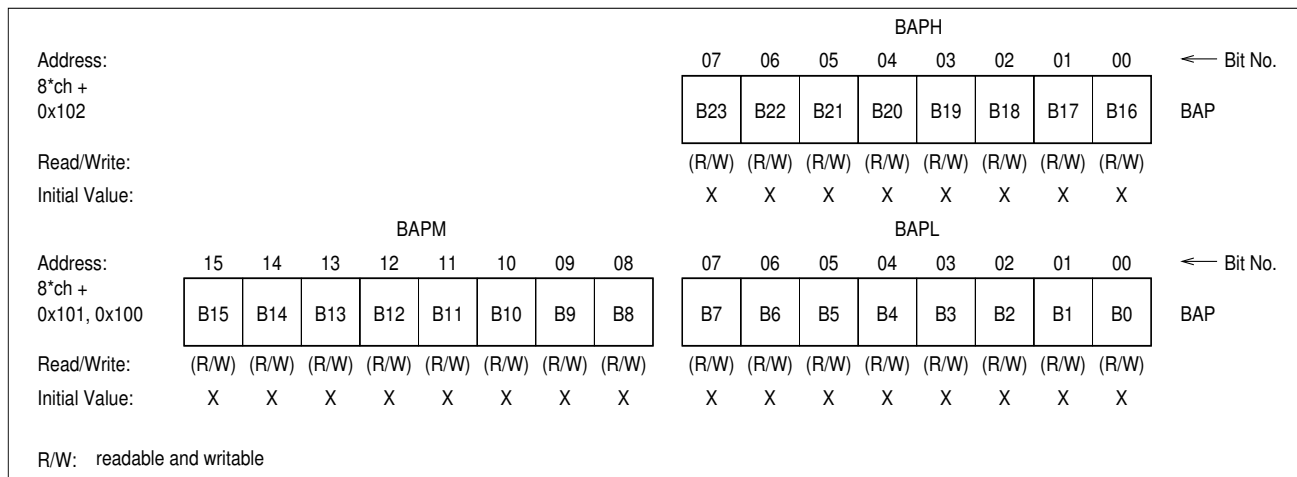 BAPH
Address: 07 06 05 04 03 02 01 00 ← Bit No.
8*ch +
0x102 B23 B22 B21 B20 B19 B18 B17 B16 BAP
Read/Write: (R/W) (R/W) (R/W) (R/W) (R/W) (R/W) (R/W) (R/W)
Initial Value: X X X X X X X X
BAPM BAPL
Address: 15 14 13 12 11 10 09 08 07 06 05 04 03 02 01 00 ← Bit No.
8*ch +
0x101, 0x100 B15 B14 B13 B12 B11 B10 B9 B8 B7 B6 B5 B4 B3 B2 B1 B0 BAP
Read/Write: (R/W) (R/W) (R/W) (R/W) (R/W) (R/W) (R/W) (R/W) (R/W) (R/W) (R/W) (R/W) (R/W) (R/W) (R/W) (R/W)
Initial Value: X X X X X X X X X X X X X X X X
R/W: readable and writable